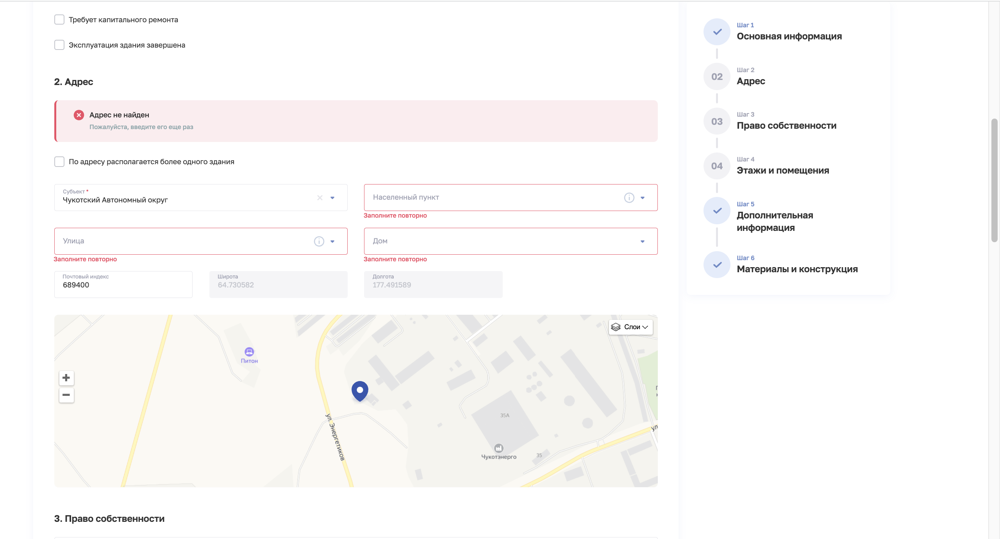 Требует капитального ремонта
Эксплуатация здания завершена
2. Адрес
Адрес не найден
Пожалуйста, введите его еще раз
По адресу располагается более одного здания
Субъект *
Чукотский Автономный округ
Населенный пункт
Заполните повторно
Улица
Заполните повторно
Дом
Заполните повторно
Почтовый индекс
689400
Широта
64.730582
Долгота
177.491589
Слои
Питон
ул. Энергетиков
35А
Чукотэнерго
35
ул
3. Право собственности
Шаг 1
Основная информация
02
Шаг 2
Адрес
03
Шаг 3
Право собственности
04
Шаг 4
Этажи и помещения
Шаг 5
Дополнительная
информация
Шаг 6
Материалы и конструкция